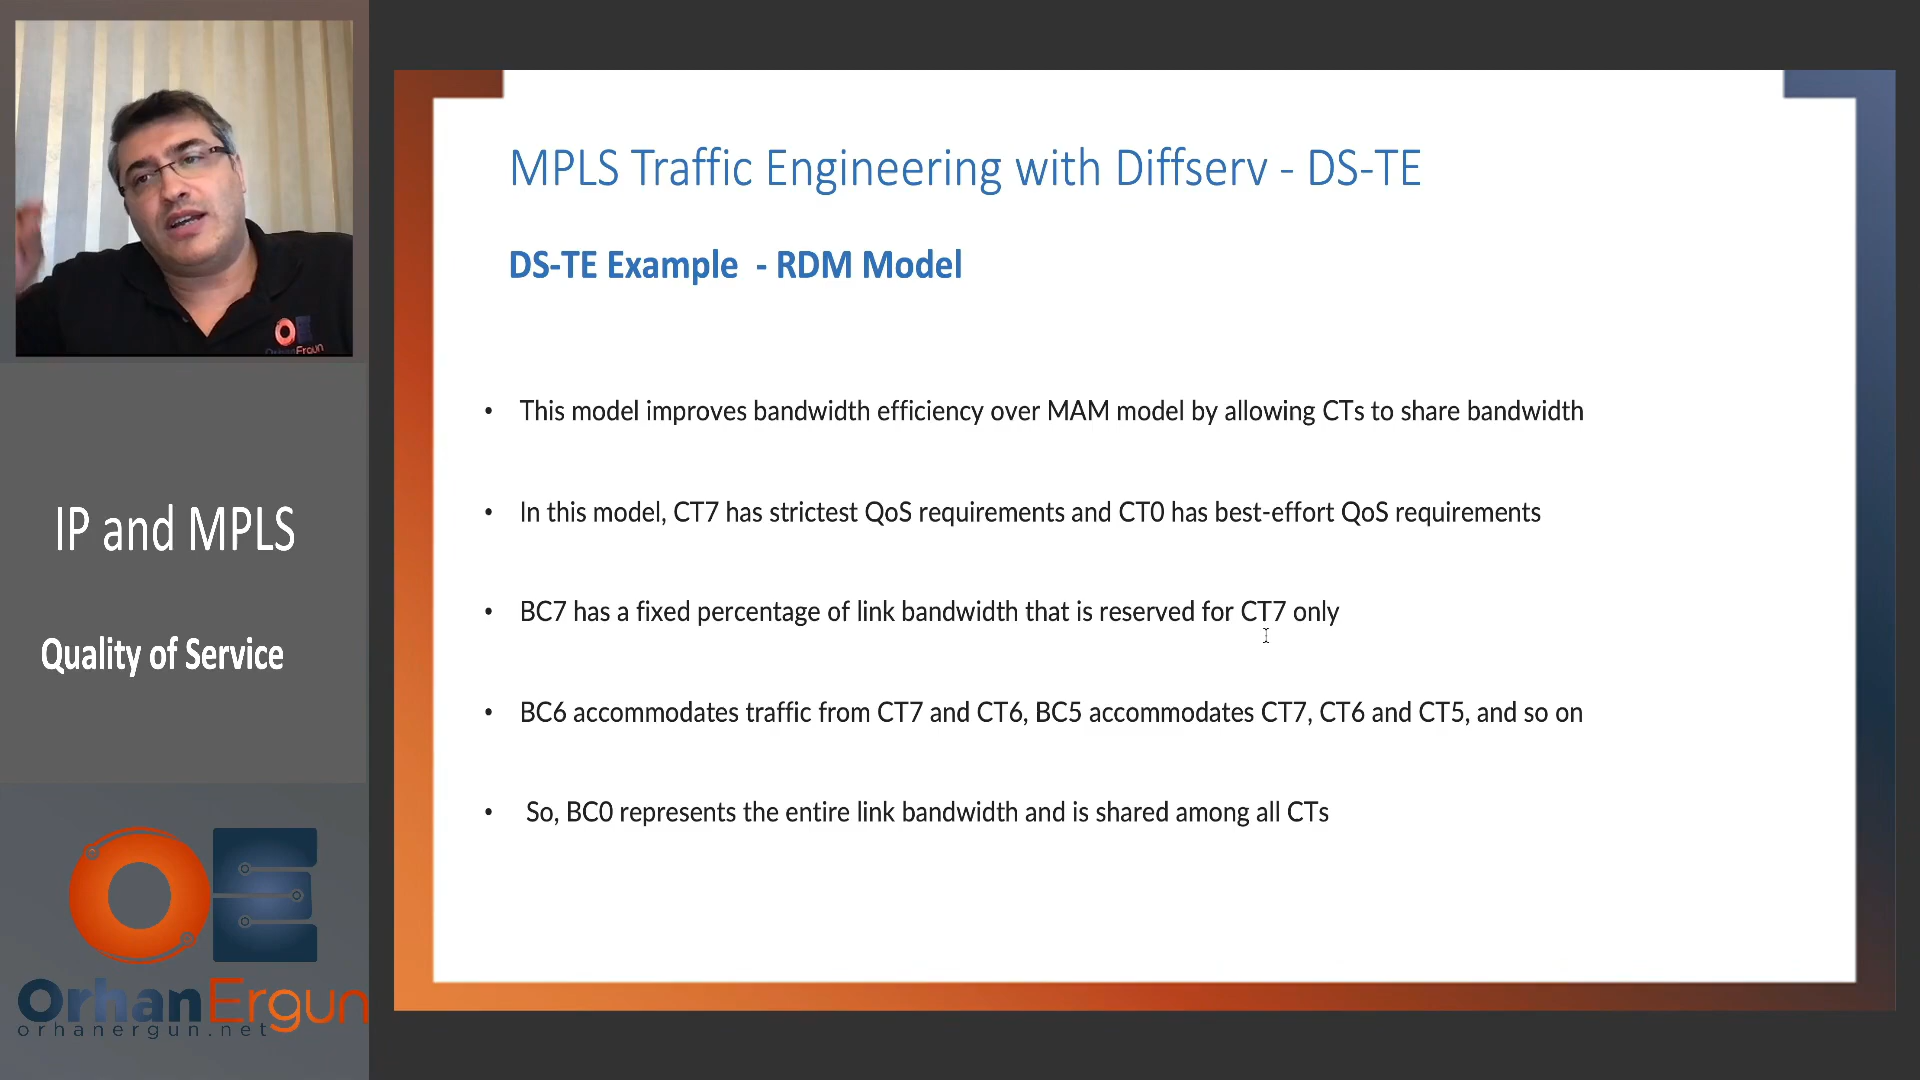 MPLS Traffic Engineering with Diffserv - DS-TE
DS-TE Example - RDM Model
• This model improves bandwidth efficiency over MAM model by allowing CTs to share bandwidth
• In this model, CT7 has strictest QoS requirements and CT0 has best-effort QoS requirements
• BC7 has a fixed percentage of link bandwidth that is reserved for CT7 only
• BC6 accommodates traffic from CT7 and CT6, BC5 accommodates CT7, CT6 and CT5, and so on
• So, BC0 represents the entire link bandwidth and is shared among all CTs
IP and MPLS
Quality of Service
OE
OrhanErgun
orhanergun.net
OE
OrhanErgun